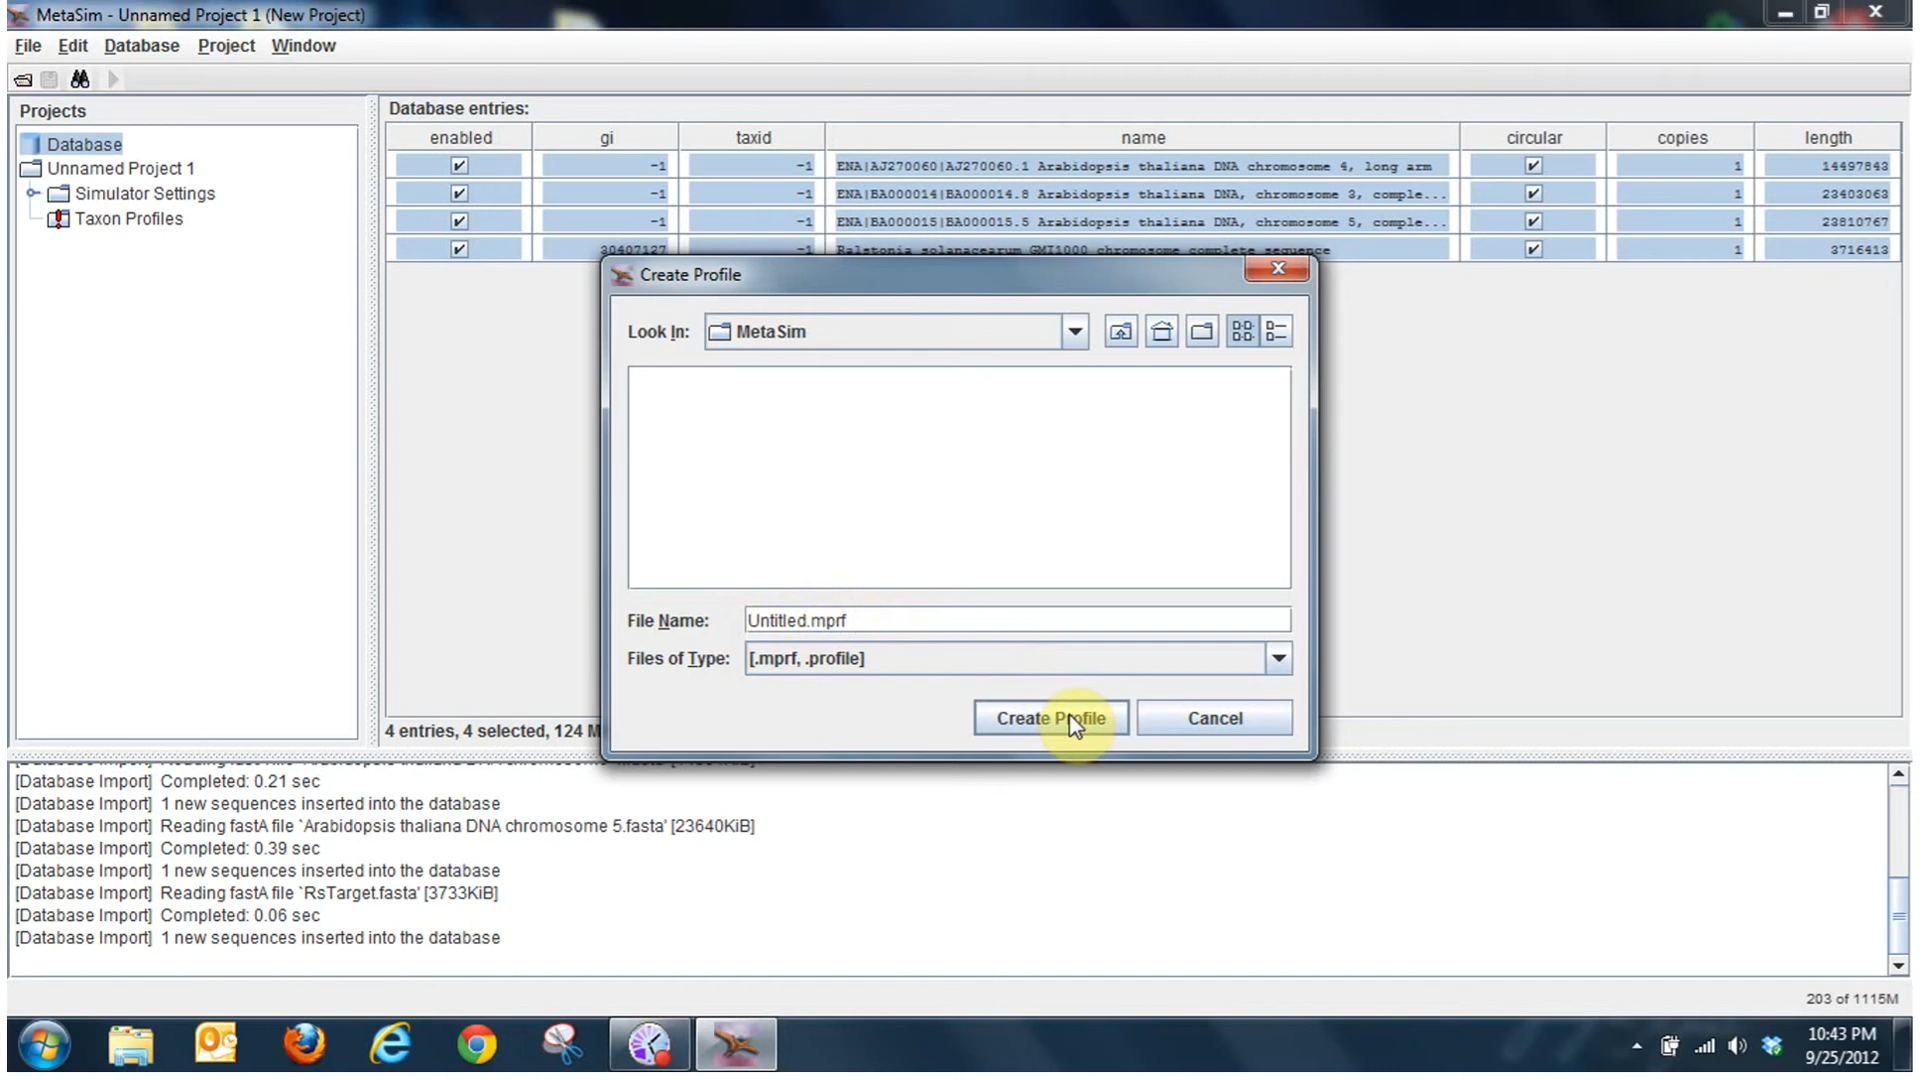 MetaSim - Unnamed Project 1 (New Project)
File Edit Database Project Window
Projects
Database
Unnamed Project 1
Simulator Settings
Taxon Profiles
Database entries:
enabled gi taxid name circular copies length
-1 -1 ENA|AJ270060|AJ270060.1 Arabidopsis thaliana DNA chromosome 4, long arm 1 14497843
-1 -1 ENA|BA000014|BA000014.8 Arabidopsis thaliana DNA, chromosome 3, comple... 1 23403063
-1 -1 ENA|BA000015|BA000015.5 Arabidopsis thaliana DNA, chromosome 5, comple... 1 23810767
30407127 -1 Ralstonia solanacearum GMI1000 chromosome complete sequence 1 3716413
Create Profile
Look In: MetaSim
File Name: Untitled.mprf
Files of Type: [.mprf, .profile]
Create Profile Cancel
4 entries, 4 selected, 124 M
[Database Import] Completed: 0.21 sec
[Database Import] 1 new sequences inserted into the database
[Database Import] Reading fastA file `Arabidopsis thaliana DNA chromosome 5.fasta' [23640KiB]
[Database Import] Completed: 0.39 sec
[Database Import] 1 new sequences inserted into the database
[Database Import] Reading fastA file `RsTarget.fasta' [3733KiB]
[Database Import] Completed: 0.06 sec
[Database Import] 1 new sequences inserted into the database
203 of 1115M
10:43 PM
9/25/2012